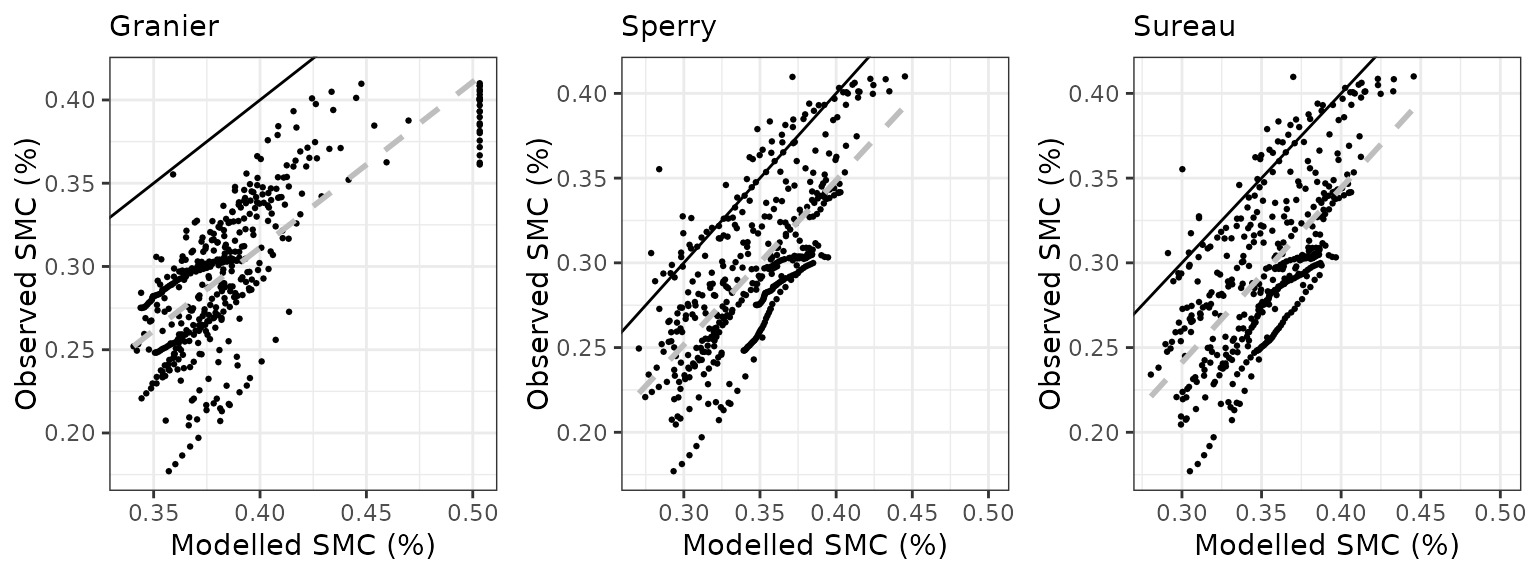 Granier
Observed SMC (%)
0.40
0.35
0.30
0.25
0.20
0.35 0.40 0.45 0.50
Modelled SMC (%)
Sperry
Observed SMC (%)
0.40
0.35
0.30
0.25
0.20
0.30 0.35 0.40 0.45 0.50
Modelled SMC (%)
Sureau
Observed SMC (%)
0.40
0.35
0.30
0.25
0.20
0.30 0.35 0.40 0.45 0.50
Modelled SMC (%)